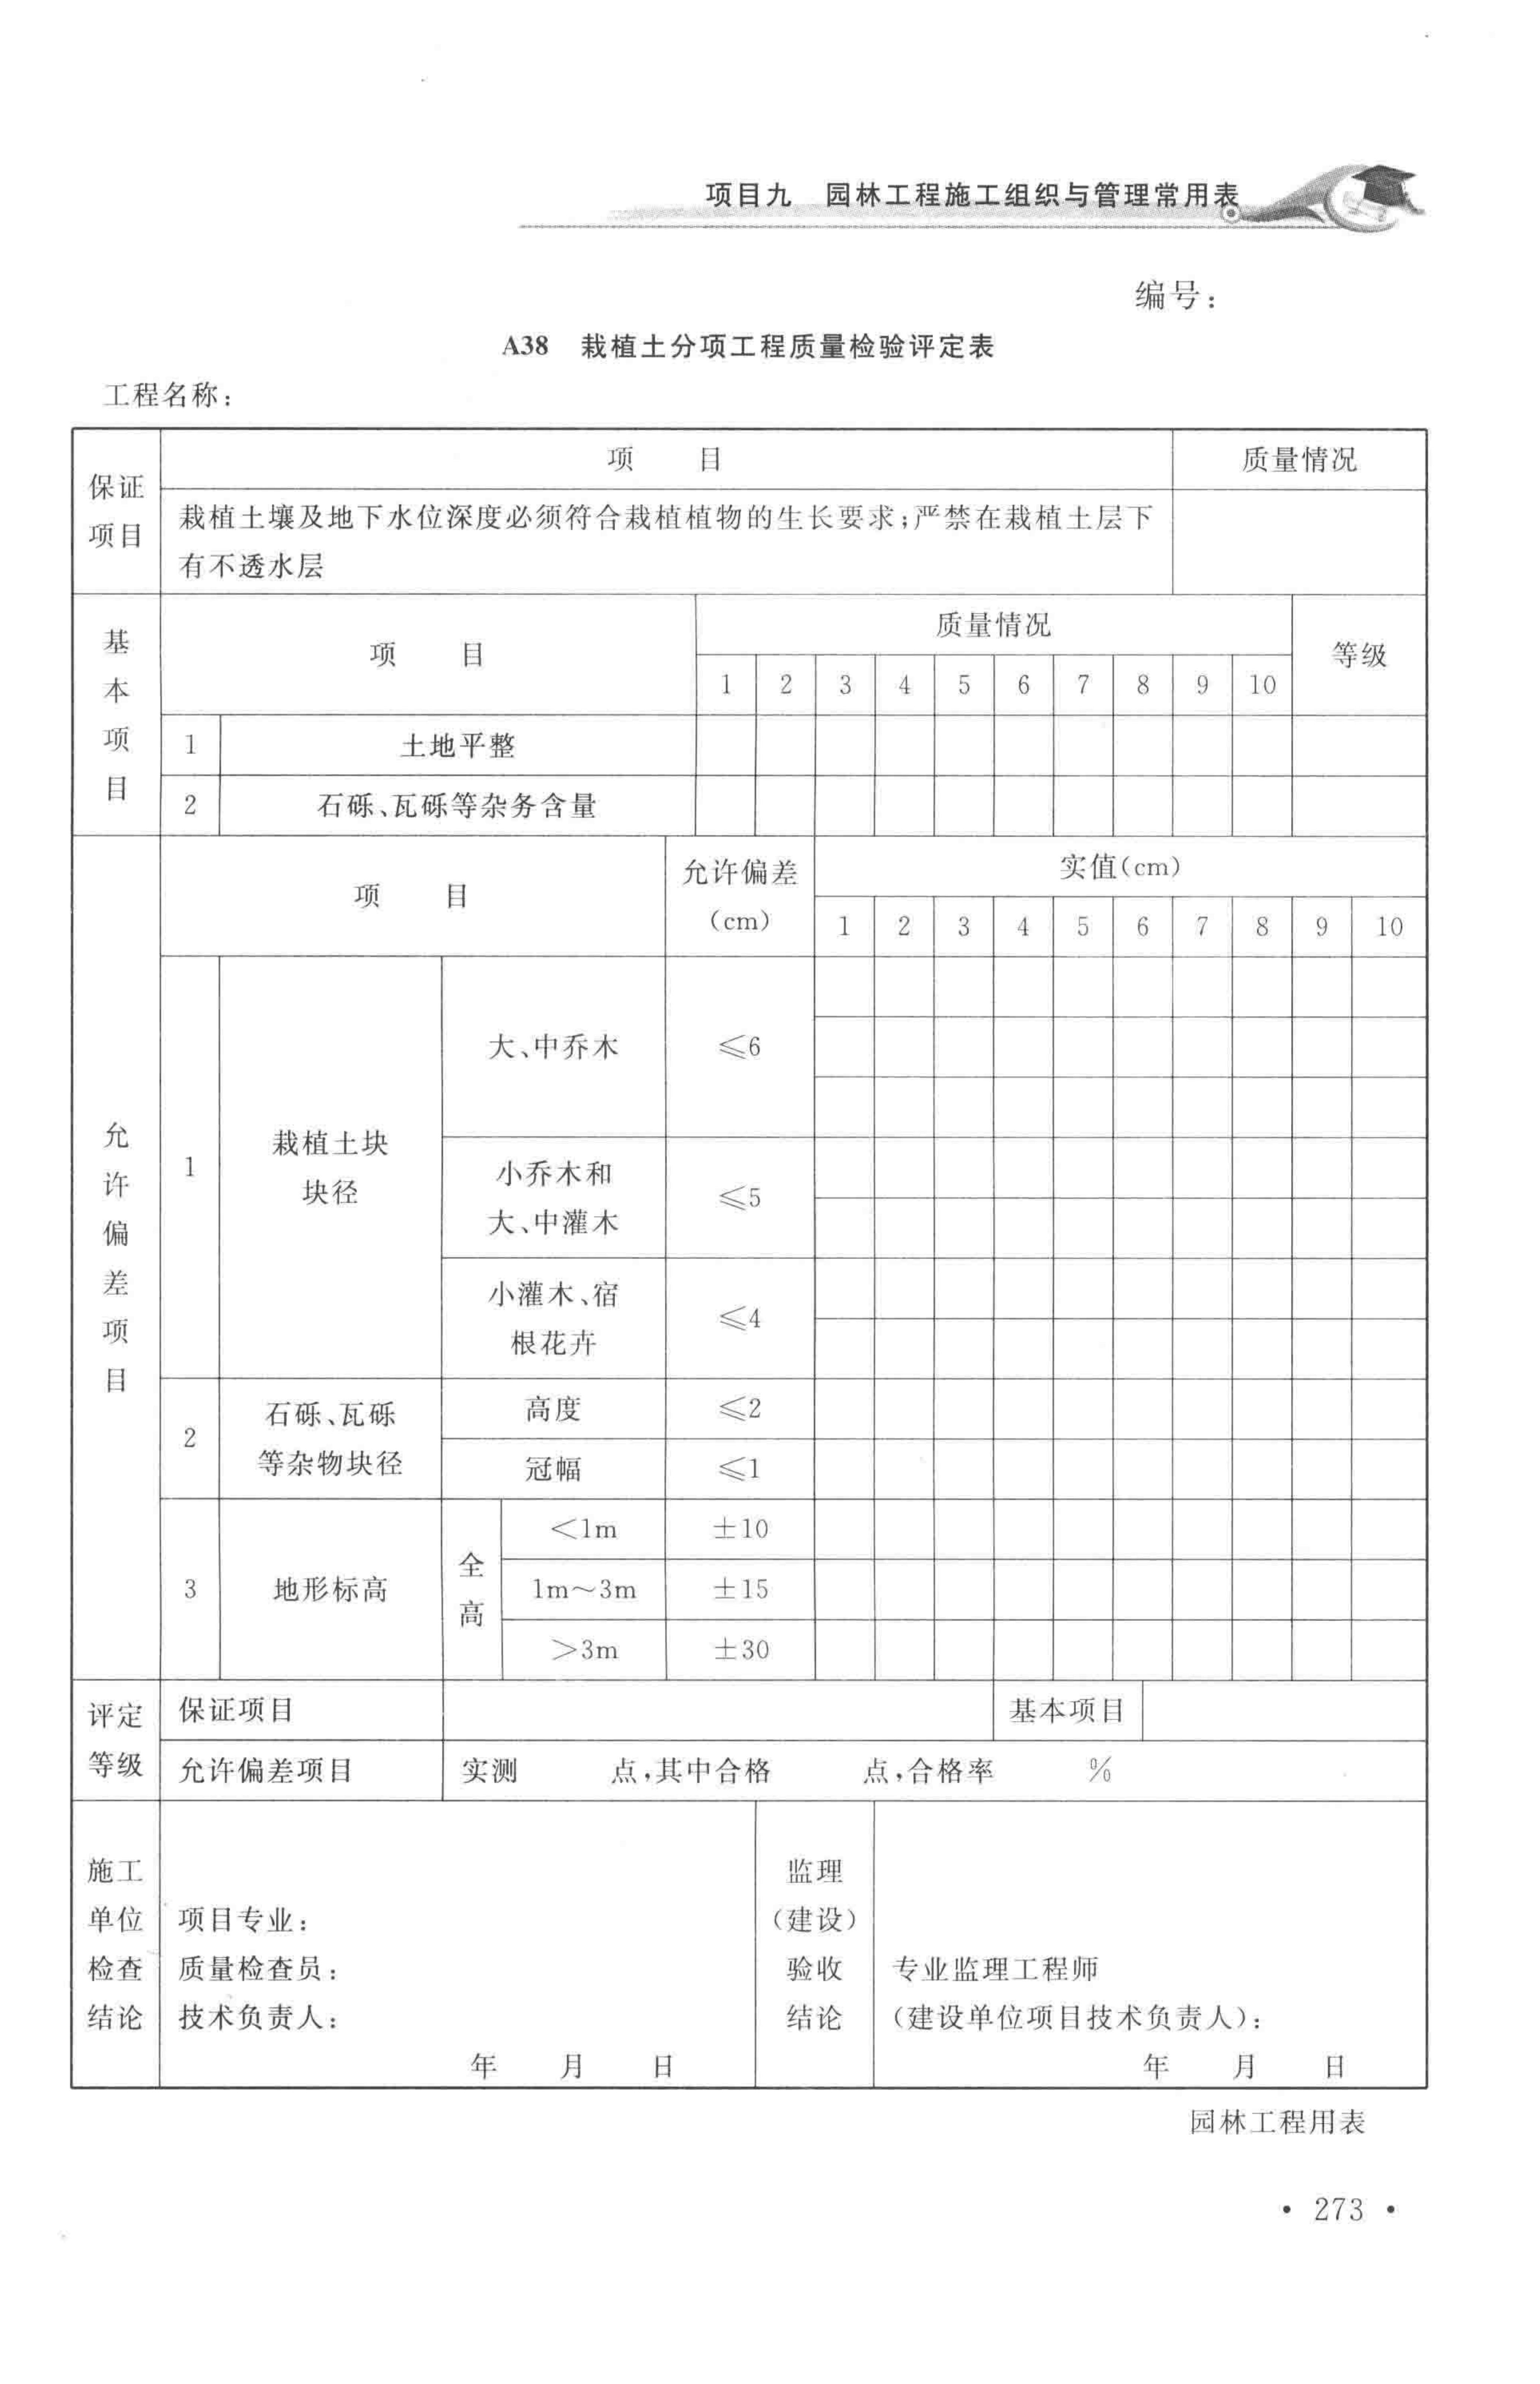 项目九 园林工程施工组织与管理常用表
编号:
A38 栽植土分项工程质量检验评定表
工程名称:
保证
项目
项 目 质量情况
栽植土壤及地下水位深度必须符合栽植植物的生长要求;严禁在栽植土层下
有不透水层
基
本
项
目
项 目 质量情况 等级
1 2 3 4 5 6 7 8 9 10
1 土地平整
2 石砾、瓦砾等杂务含量
允
许
偏
差
项
目
项 目 允许偏差 实值(cm)
(cm) 1 2 3 4 5 6 7 8 9 10
1 栽植土块
块径
大、中乔木 ≤6
小乔木和
大、中灌木 ≤5
小灌木、宿
根花卉 ≤4
2 石砾、瓦砾
等杂物块径
高度 ≤2
冠幅 ≤1
3 地形标高 全
高
<1m ±10
1m~3m ±15
>3m ±30
评定
等级
保证项目 基本项目
允许偏差项目 实测 点,其中合格 点,合格率 %
施工
单位
检查
结论
项目专业:
质量检查员:
技术负责人:
年 月 日
监理
(建设)
验收
结论
专业监理工程师
(建设单位项目技术负责人):
年 月 日
园林工程用表
• 273 •